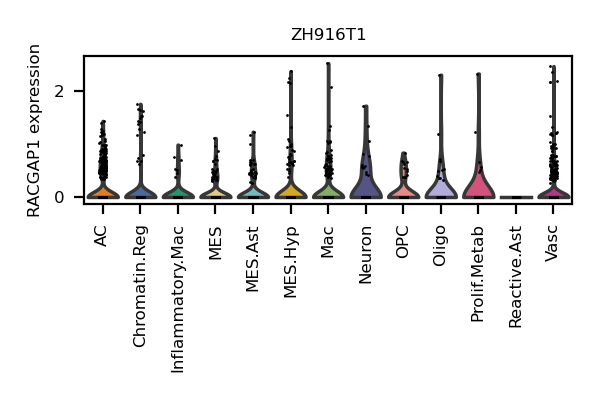 ZH916T1
RACGAP1 expression
2
0
AC
Chromatin.Reg
Inflammatory.Mac
MES
MES.Ast
MES.Hyp
Mac
Neuron
OPC
Oligo
Prolif.Metab
Reactive.Ast
Vasc